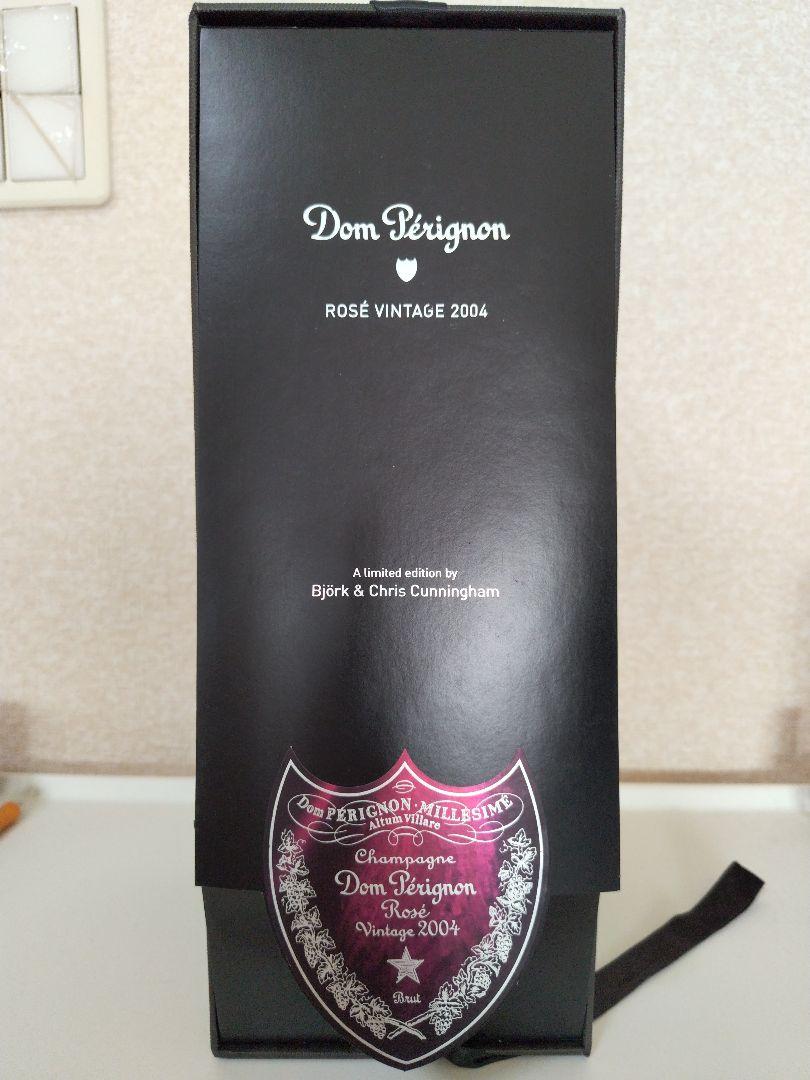 Dom Pérignon
ROSÉ VINTAGE 2004
A limited edition by
Björk & Chris Cunningham
Dom PÉRIGNON · MILLÉSIMÉ
Altum Villare
Champagne
Dom Pérignon
Rosé
Vintage 2004
Brut